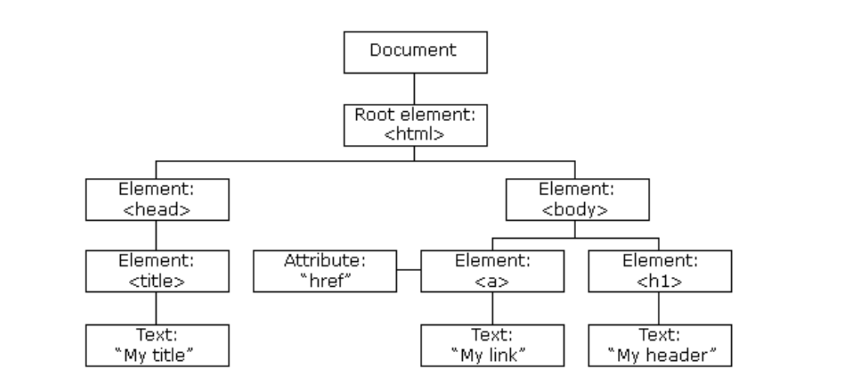 Document
Root element:
<html>
Element:
<head>
Element:
<body>
Element:
<title>
Attribute:
“href”
Element:
<a>
Element:
<h1>
Text:
“My title”
Text:
“My link”
Text:
“My header”